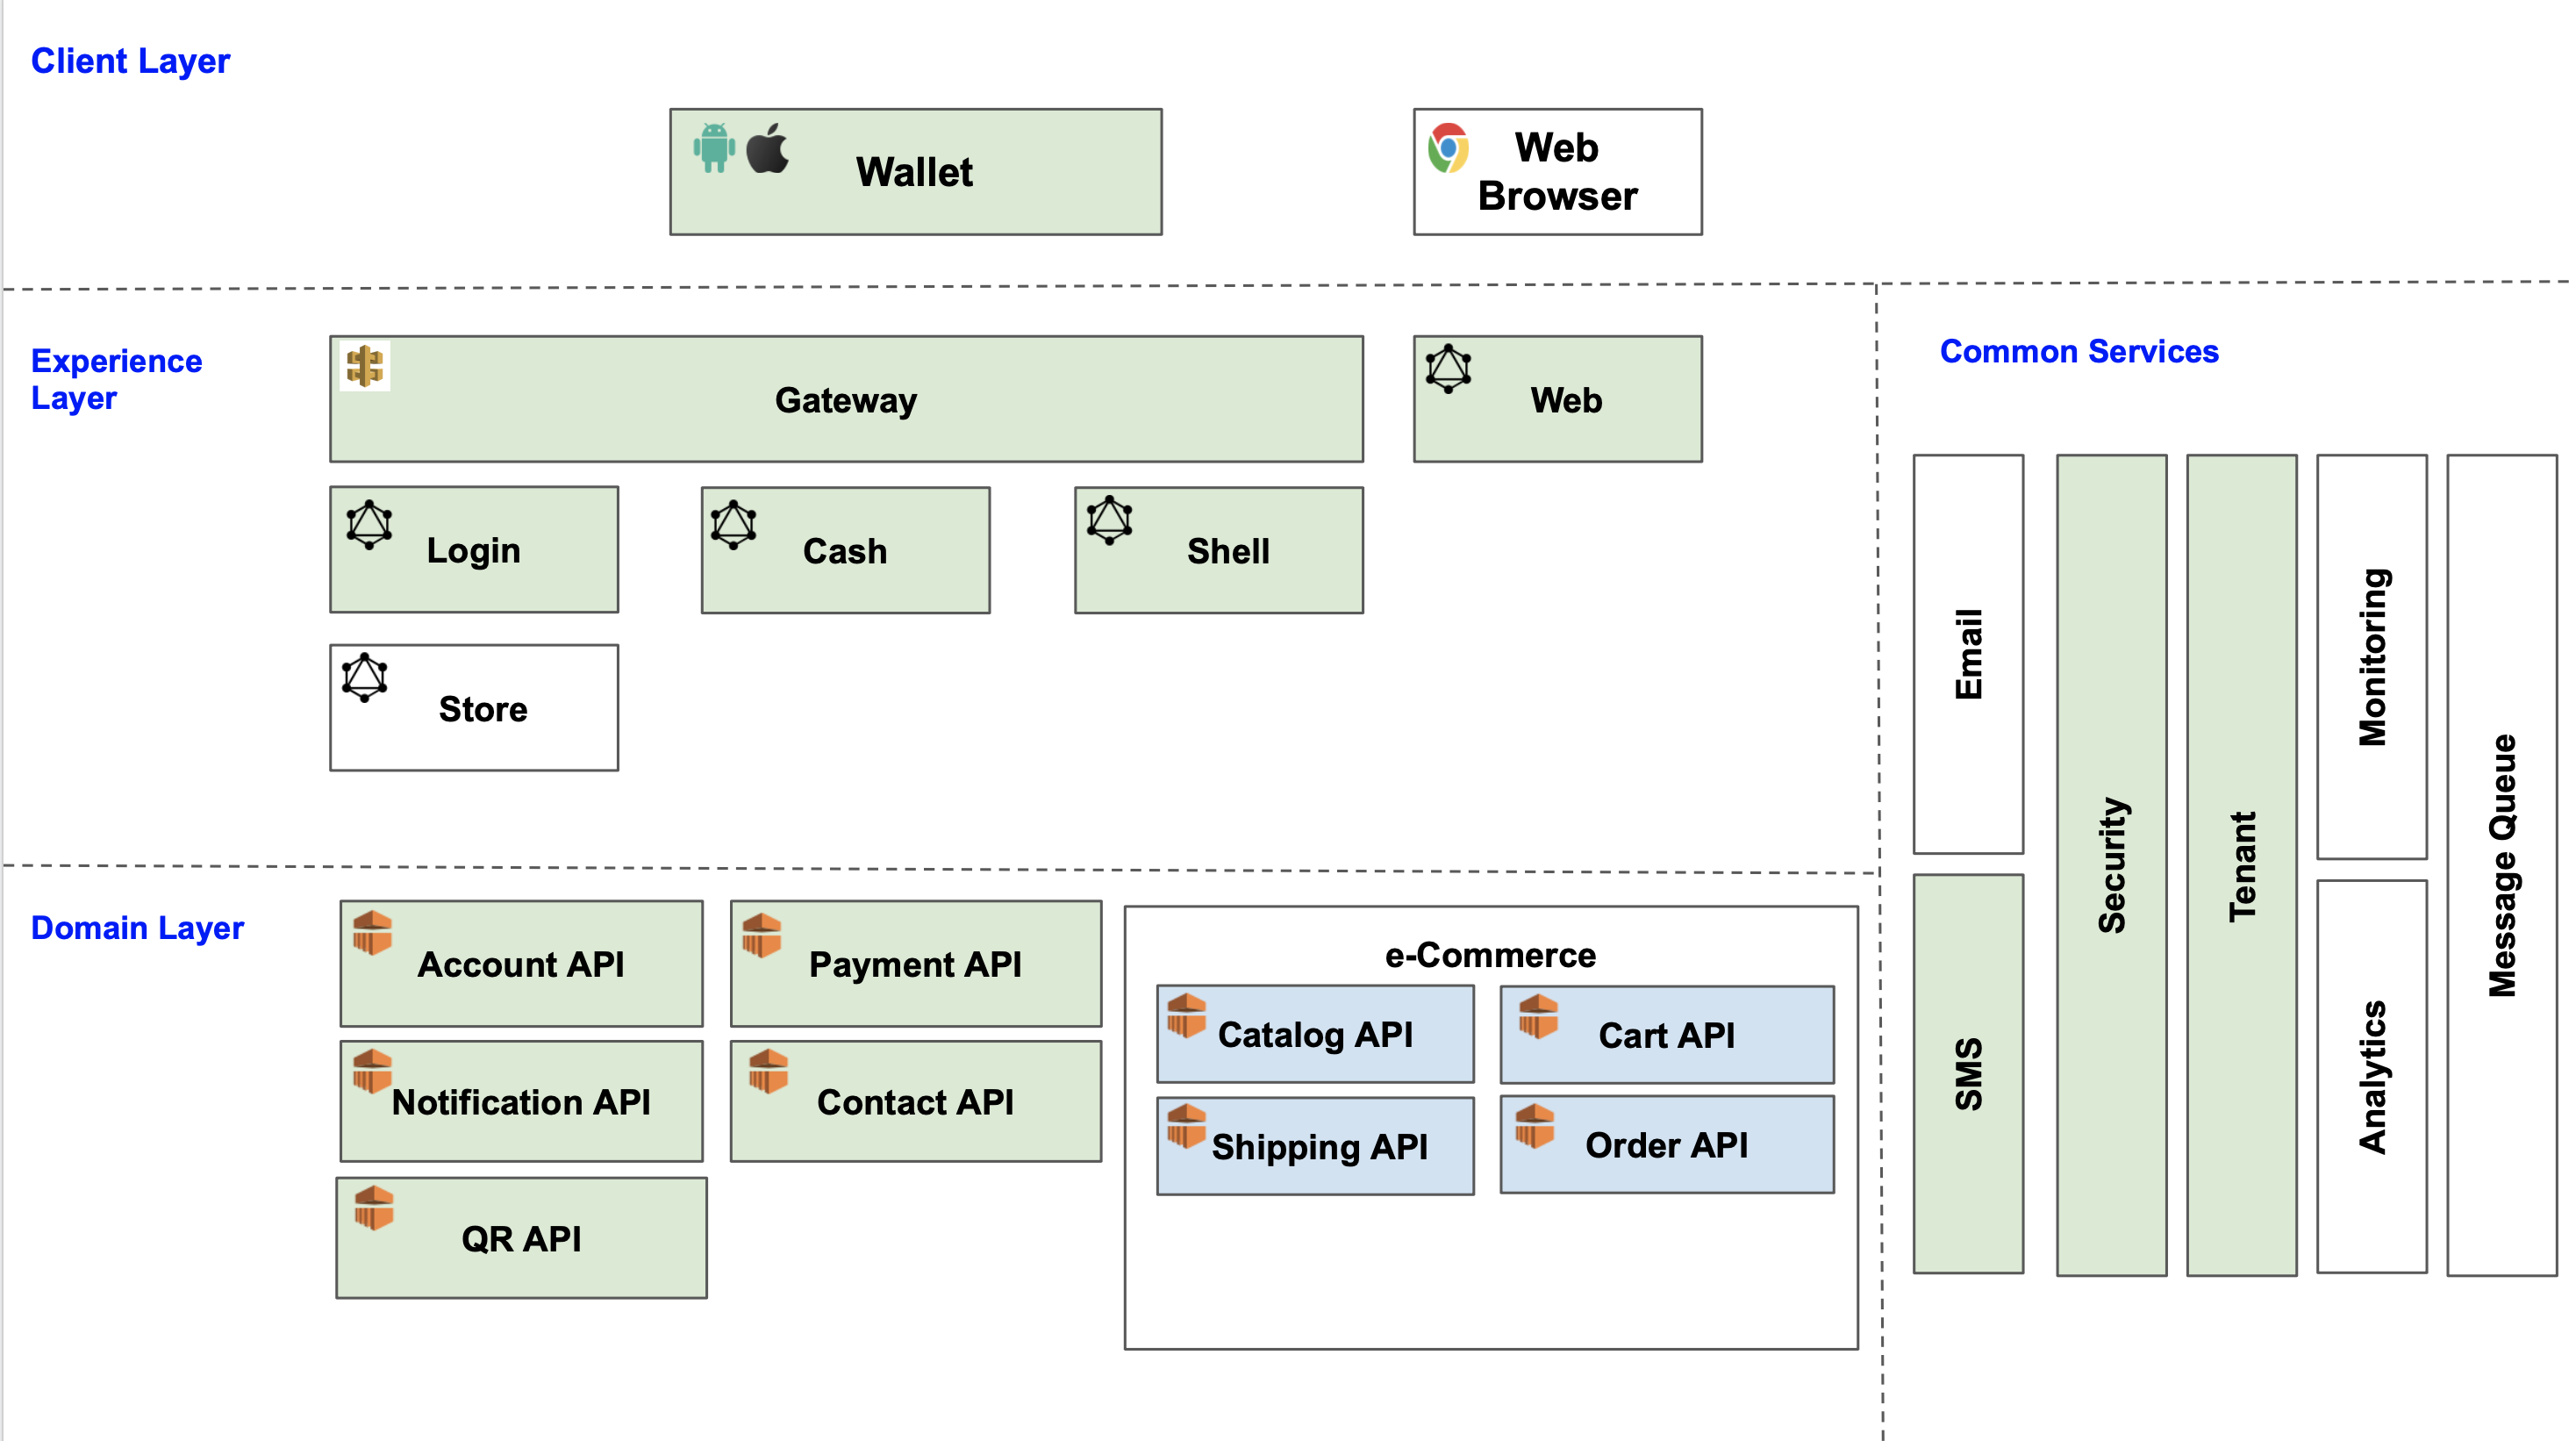 Client Layer
Wallet
Web
Browser
Experience
Layer
Gateway
Web
Common Services
Login
Cash
Shell
Store
Email
Security
Tenant
Monitoring
Message Queue
Domain Layer
Account API
Payment API
e-Commerce
Catalog API
Cart API
Notification API
Contact API
Shipping API
Order API
QR API
SMS
Analytics